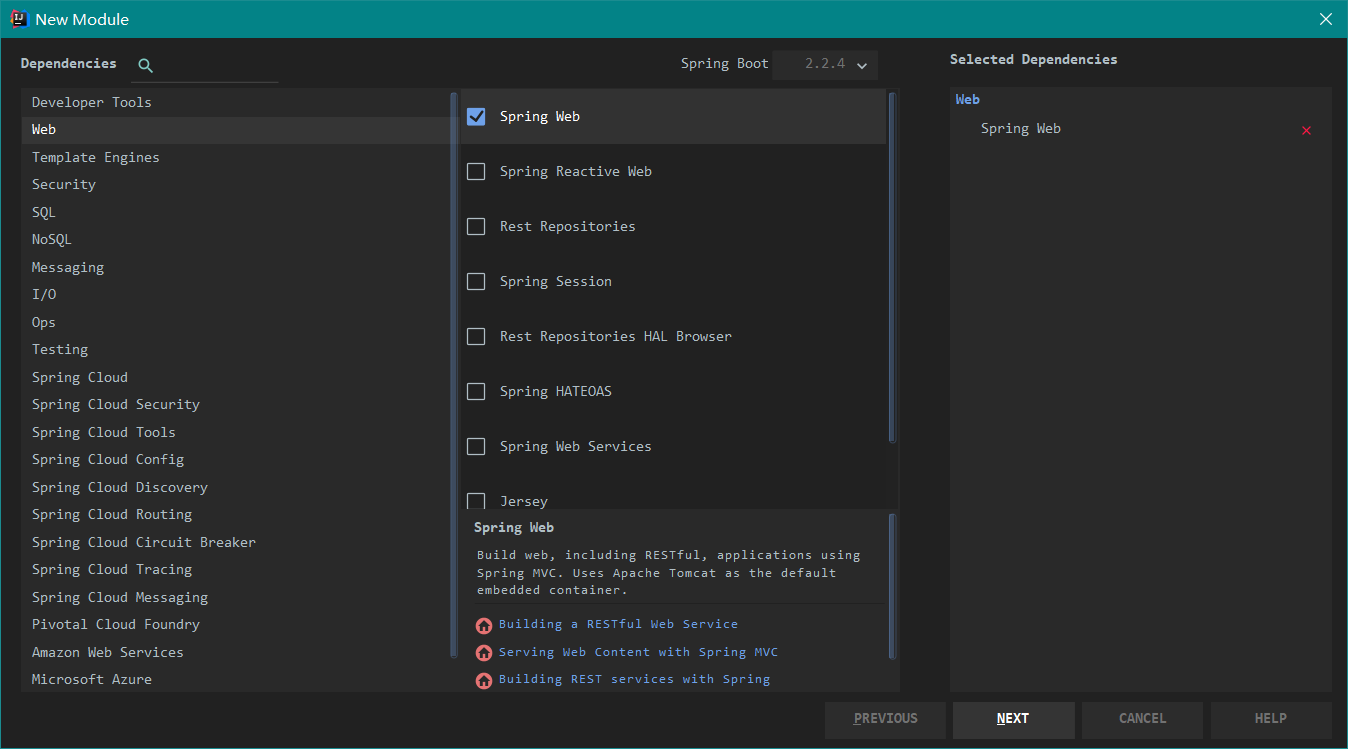 New Module
Dependencies
Spring Boot
2.2.4
Selected Dependencies
Developer Tools
Web
Template Engines
Security
SQL
NoSQL
Messaging
I/O
Ops
Testing
Spring Cloud
Spring Cloud Security
Spring Cloud Tools
Spring Cloud Config
Spring Cloud Discovery
Spring Cloud Routing
Spring Cloud Circuit Breaker
Spring Cloud Tracing
Spring Cloud Messaging
Pivotal Cloud Foundry
Amazon Web Services
Microsoft Azure
Spring Web
Spring Reactive Web
Rest Repositories
Spring Session
Rest Repositories HAL Browser
Spring HATEOAS
Spring Web Services
Jersey
Spring Web
Build web, including RESTful, applications using
Spring MVC. Uses Apache Tomcat as the default
embedded container.
Building a RESTful Web Service
Serving Web Content with Spring MVC
Building REST services with Spring
Web
Spring Web
PREVIOUS
NEXT
CANCEL
HELP